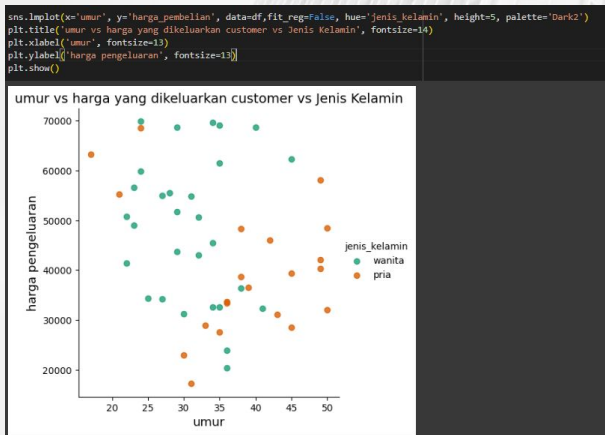 sns.lmplot(x='umur', y='harga_pembelian', data=df,fit_reg=False, hue='jenis_kelamin', height=5, palette='Dark2')
plt.title('umur vs harga yang dikeluarkan customer vs Jenis Kelamin', fontsize=14)
plt.xlabel('umur', fontsize=13)
plt.ylabel('harga pengeluaran', fontsize=13)
plt.show()
umur vs harga yang dikeluarkan customer vs Jenis Kelamin
70000
60000
50000
40000
30000
20000
harga pengeluaran
jenis_kelamin
wanita
pria
20 25 30 35 40 45 50
umur